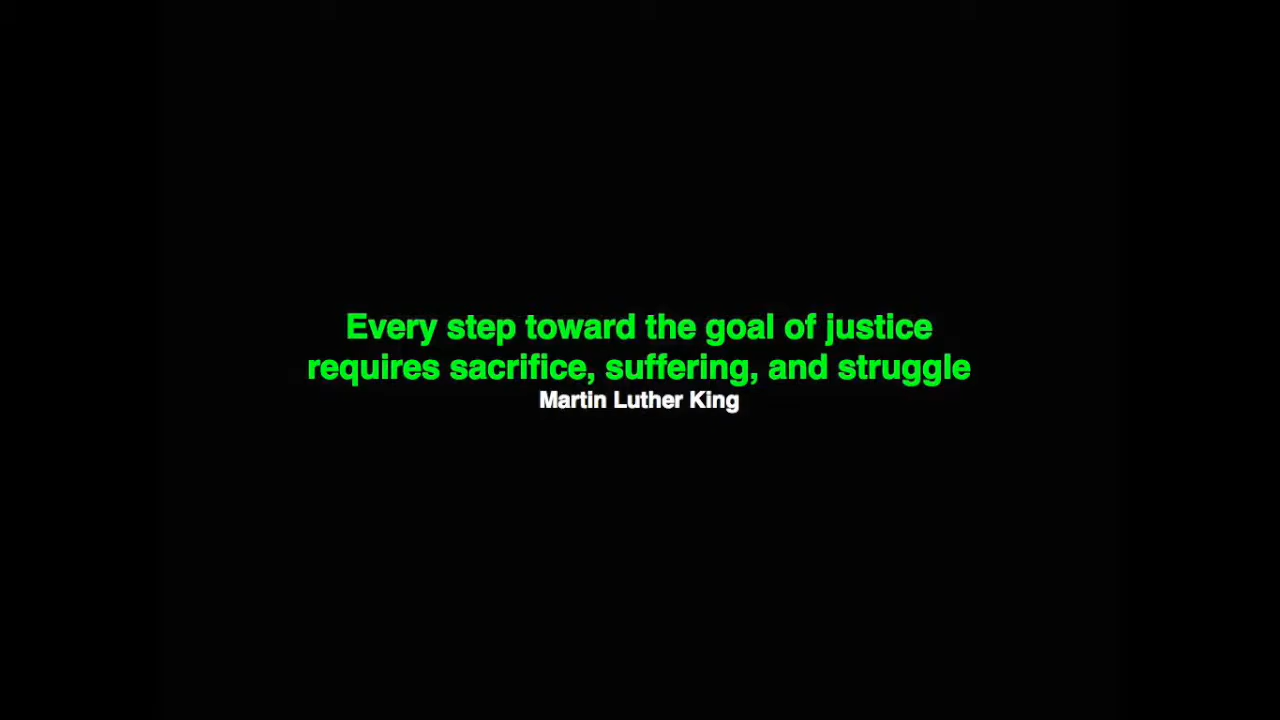 Every step toward the goal of justice
requires sacrifice, suffering, and struggle
Martin Luther King